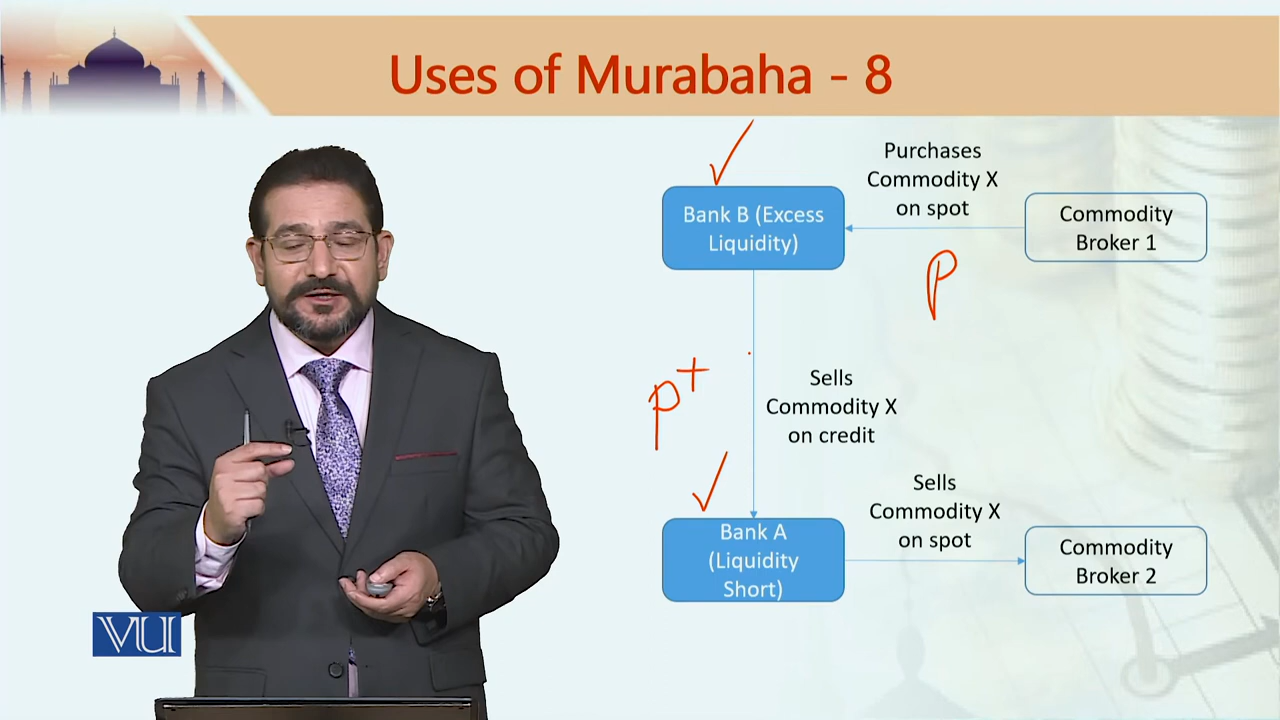 Uses of Murabaha - 8
Purchases
Commodity X
on spot
Bank B (Excess
Liquidity)
Commodity
Broker 1
P
P+
Sells
Commodity X
on credit
Sells
Commodity X
on spot
Bank A
(Liquidity
Short)
Commodity
Broker 2
VU